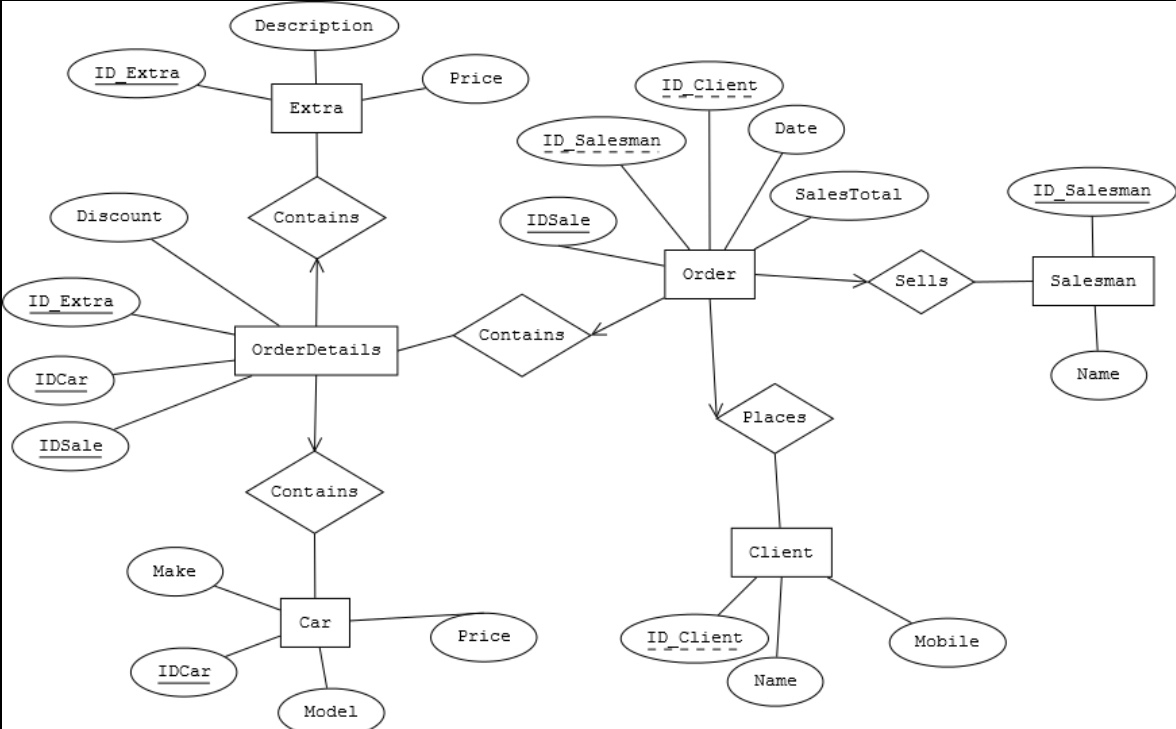 Description
ID_Extra
Price
Extra
Contains
Discount
ID_Extra
IDCar
IDSale
OrderDetails
Contains
ID_Client
ID_Salesman
Date
SalesTotal
IDSale
Order
Sells
ID_Salesman
Salesman
Name
Places
Client
ID_Client
Name
Mobile
Contains
Make
Car
IDCar
Model
Price